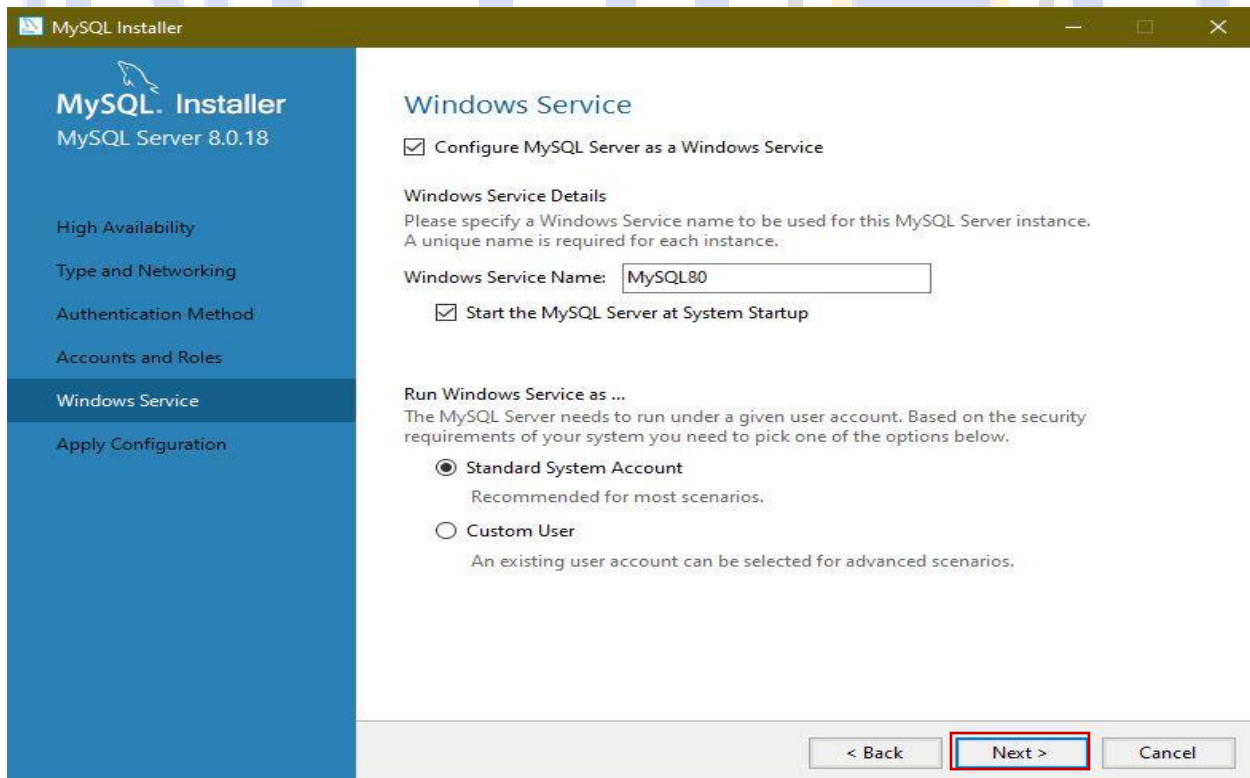 MySQL Installer
MySQL. Installer
MySQL Server 8.0.18
High Availability
Type and Networking
Authentication Method
Accounts and Roles
Windows Service
Apply Configuration
Windows Service
Configure MySQL Server as a Windows Service
Windows Service Details
Please specify a Windows Service name to be used for this MySQL Server instance.
A unique name is required for each instance.
Windows Service Name: MySQL80
Start the MySQL Server at System Startup
Run Windows Service as ...
The MySQL Server needs to run under a given user account. Based on the security
requirements of your system you need to pick one of the options below.
Standard System Account
Recommended for most scenarios.
Custom User
An existing user account can be selected for advanced scenarios.
< Back Next > Cancel